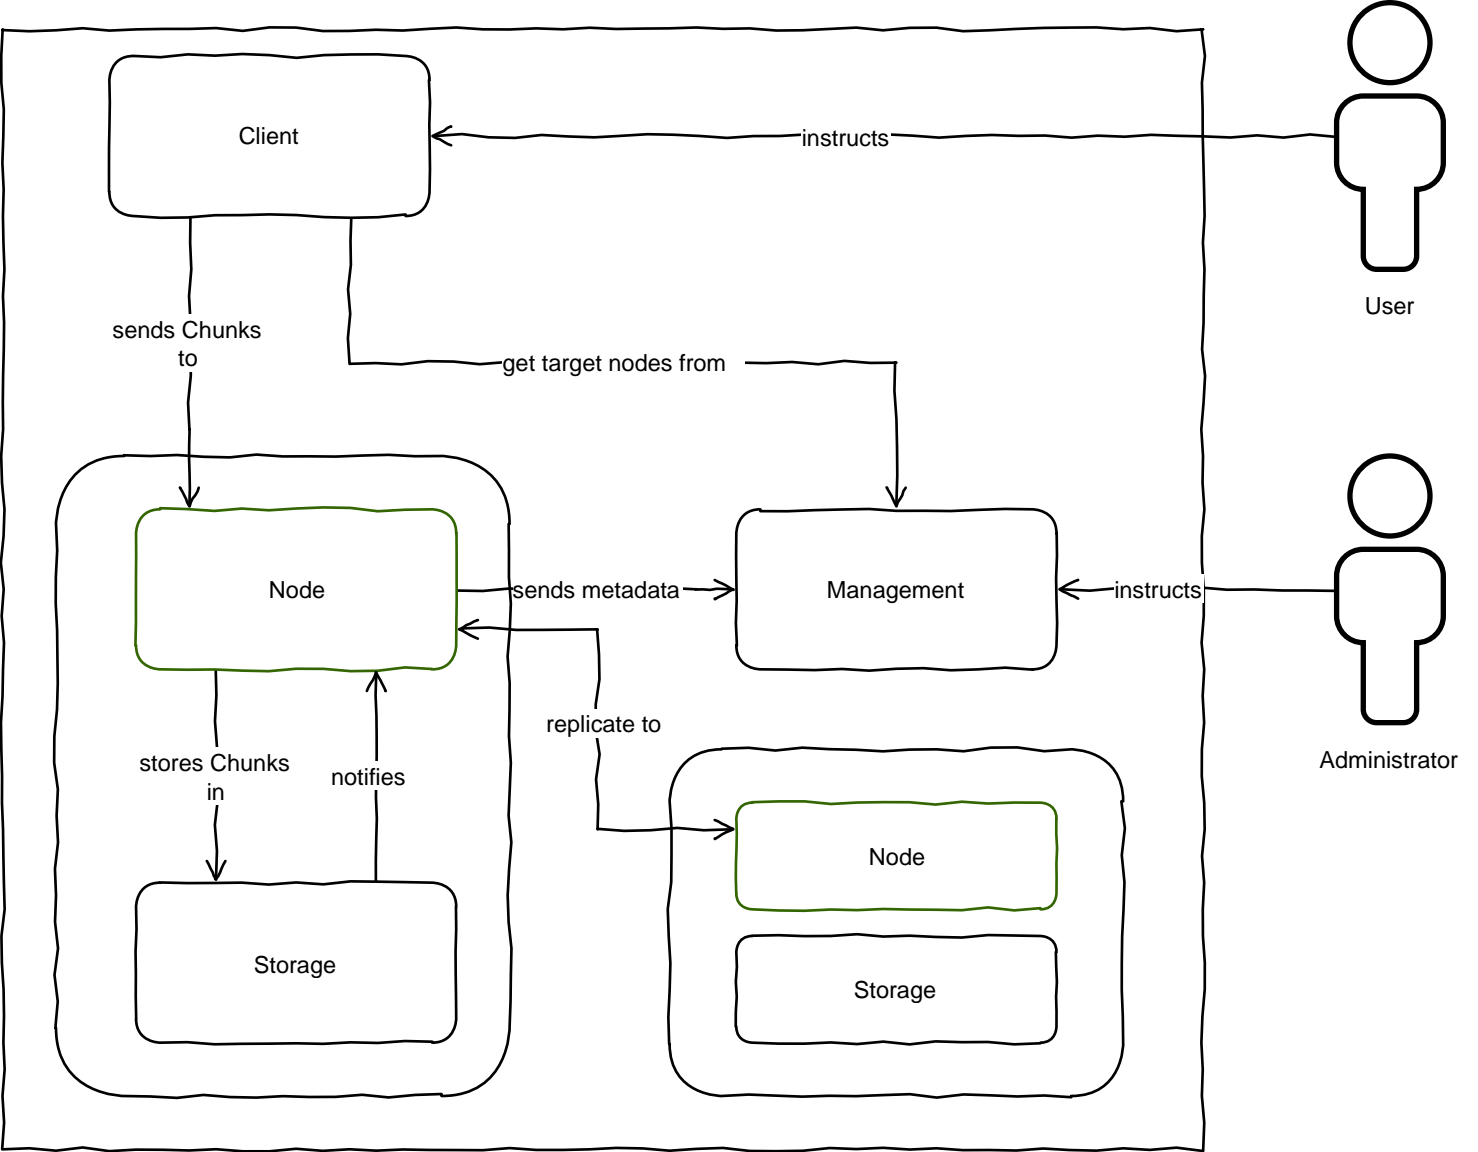 Client
instructs
User
sends Chunks
to
get target nodes from
Node
sends metadata
Management
instructs
Administrator
replicate to
stores Chunks
in
notifies
Node
Storage
Storage